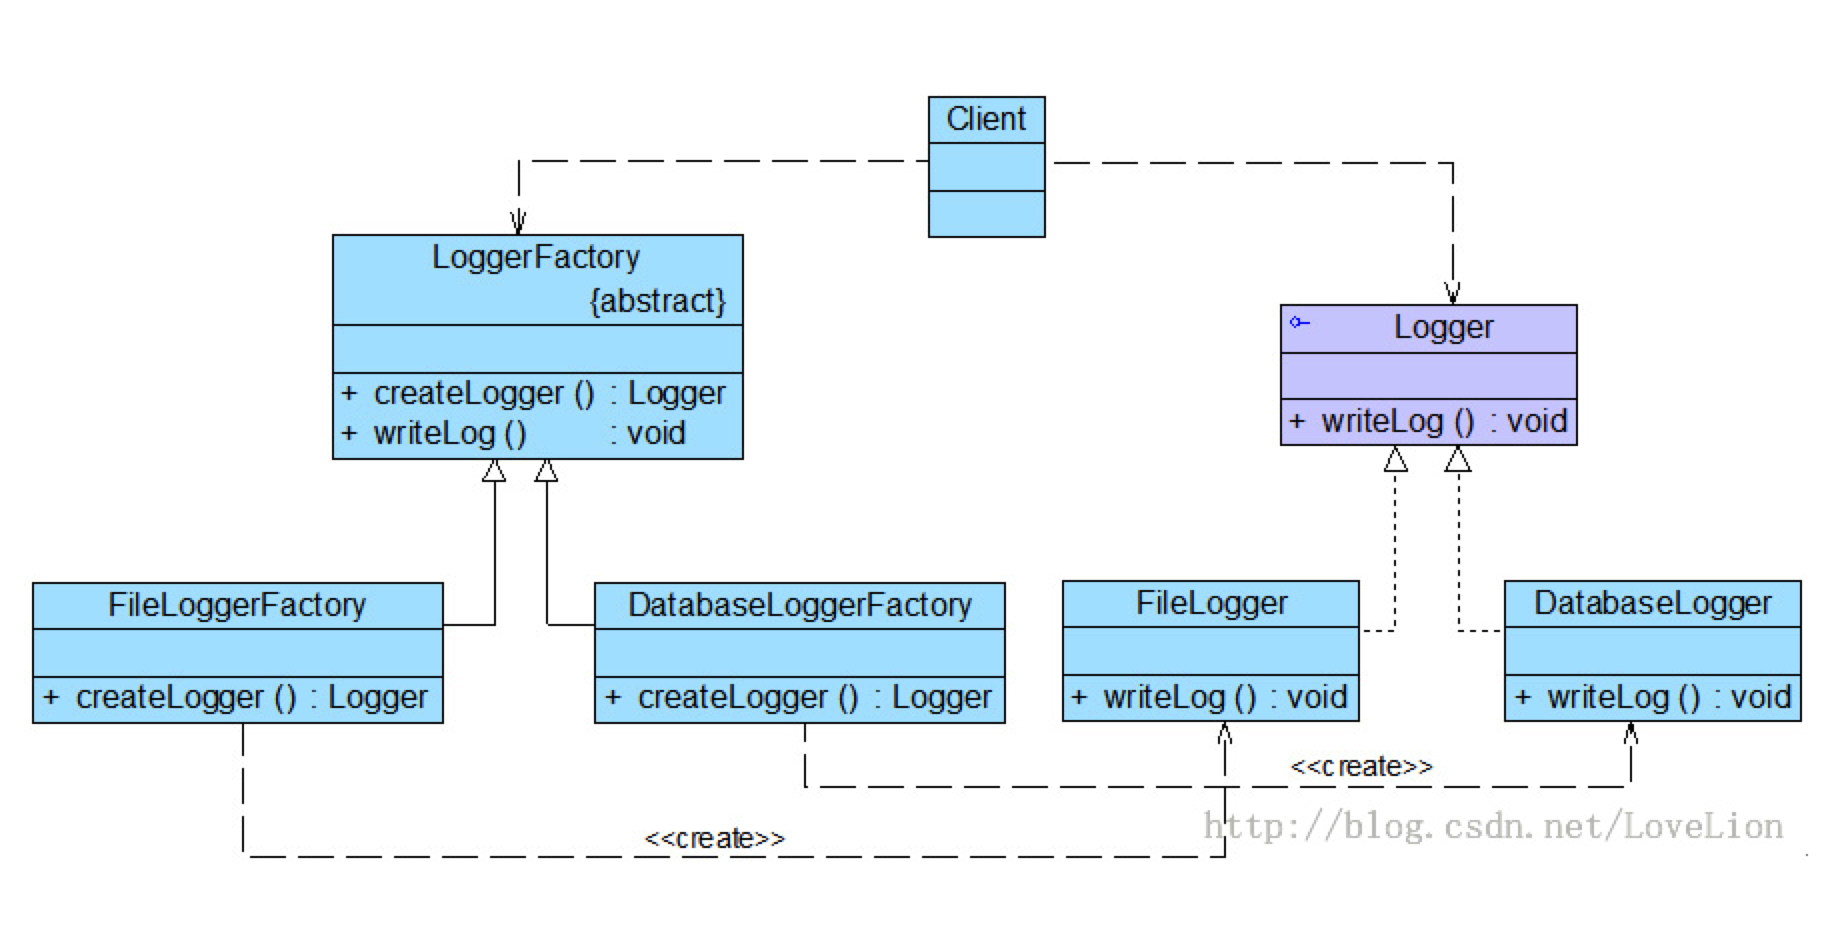 Client
LoggerFactory
{abstract}
+ createLogger () : Logger
+ writeLog () : void
Logger
+ writeLog () : void
FileLoggerFactory
+ createLogger () : Logger
DatabaseLoggerFactory
+ createLogger () : Logger
FileLogger
+ writeLog () : void
DatabaseLogger
+ writeLog () : void
<<create>>
<<create>>
http://blog.csdn.net/LoveLion